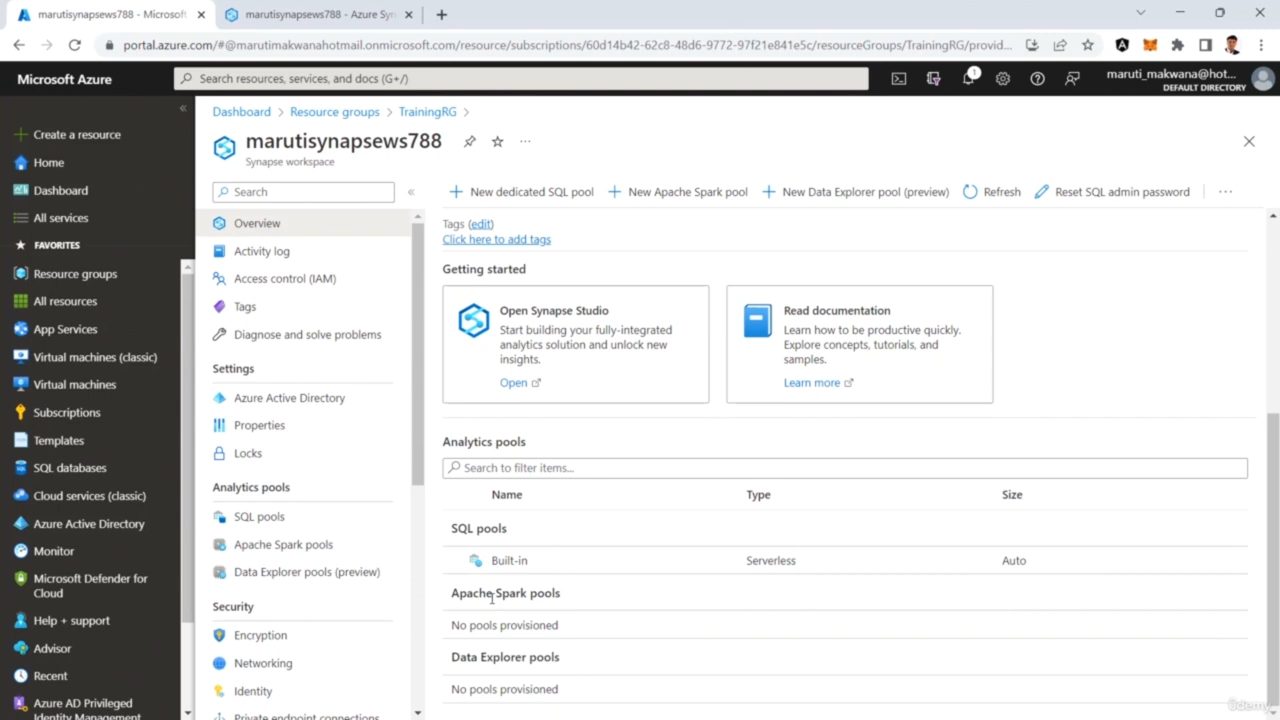 marutisynapsews788 - Microsoft
marutisynapsews788 - Azure Syn
portal.azure.com/#@marutimakwanahotmail.onmicrosoft.com/resource/subscriptions/60d14b42-62c8-48d6-9772-97f21e841e5c/resourceGroups/TrainingRG/provid...
Microsoft Azure
Search resources, services, and docs (G+/)
1
maruti_makwana@hot...
DEFAULT DIRECTORY
Create a resource
Home
Dashboard
All services
FAVORITES
Resource groups
All resources
App Services
Virtual machines (classic)
Virtual machines
Subscriptions
Templates
SQL databases
Cloud services (classic)
Azure Active Directory
Monitor
Microsoft Defender for
Cloud
Help + support
Advisor
Recent
Azure AD Privileged
Identity Management
Dashboard > Resource groups > TrainingRG >
marutisynapsews788
Synapse workspace
Search
Overview
Activity log
Access control (IAM)
Tags
Diagnose and solve problems
Settings
Azure Active Directory
Properties
Locks
Analytics pools
SQL pools
Apache Spark pools
Data Explorer pools (preview)
Security
Encryption
Networking
Identity
Private endpoint connections
New dedicated SQL pool
New Apache Spark pool
New Data Explorer pool (preview)
Refresh
Reset SQL admin password
Tags (edit)
Click here to add tags
Getting started
Open Synapse Studio
Start building your fully-integrated
analytics solution and unlock new
insights.
Open
Read documentation
Learn how to be productive quickly.
Explore concepts, tutorials, and
samples.
Learn more
Analytics pools
Search to filter items...
Name Type Size
SQL pools
Built-in Serverless Auto
Apache Spark pools
No pools provisioned
Data Explorer pools
No pools provisioned
Udemy